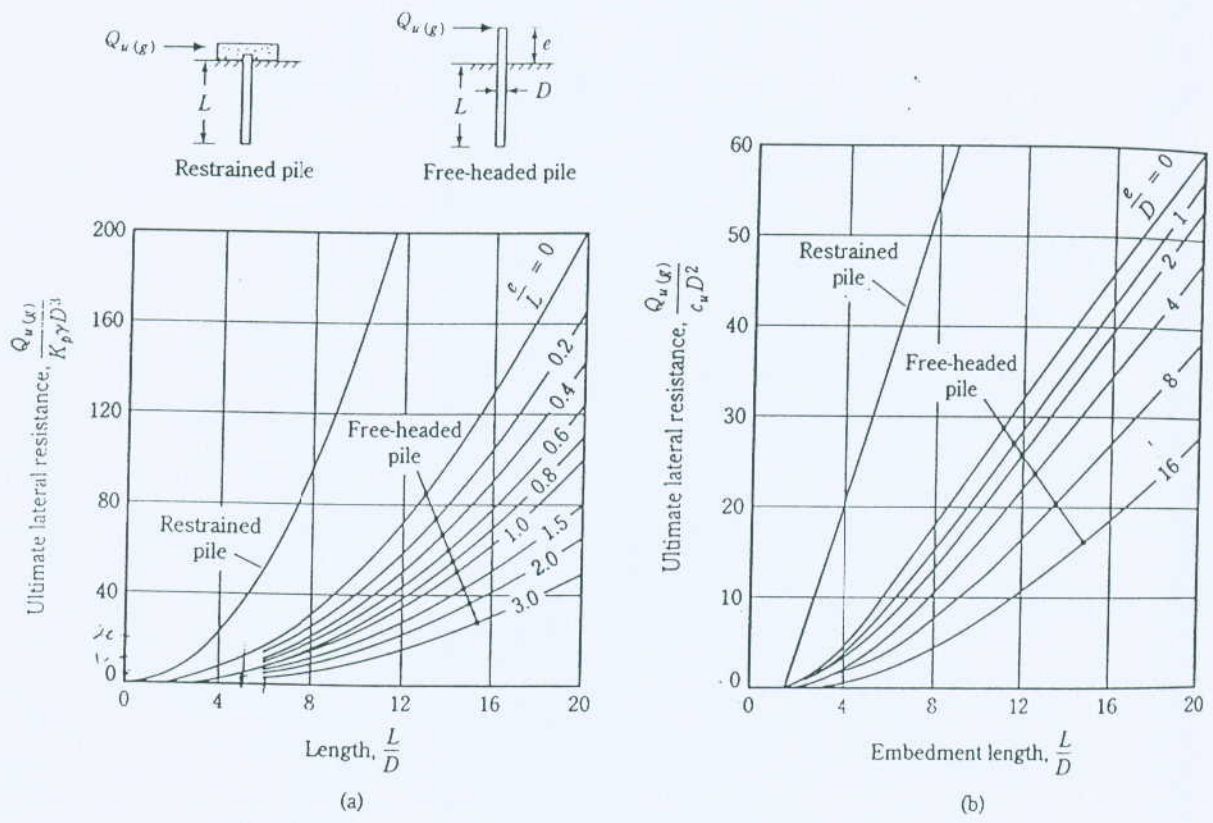 Q_u(g)
L
Restrained pile
Q_u(g)
e
L
D
Free-headed pile
200
160
120
80
40
0
Ultimate lateral resistance, Q_u(g) / K_pγD^3
Restrained pile
Free-headed pile
e/L = 0
0.2
0.4
0.6
0.8
1.0
1.5
2.0
3.0
0 4 8 12 16 20
Length, L/D
(a)
60
50
40
30
20
10
0
Ultimate lateral resistance, Q_u(g) / c_uD^2
Restrained pile
Free-headed pile
e/D = 0
1
2
4
8
16
0 4 8 12 16 20
Embedment length, L/D
(b)